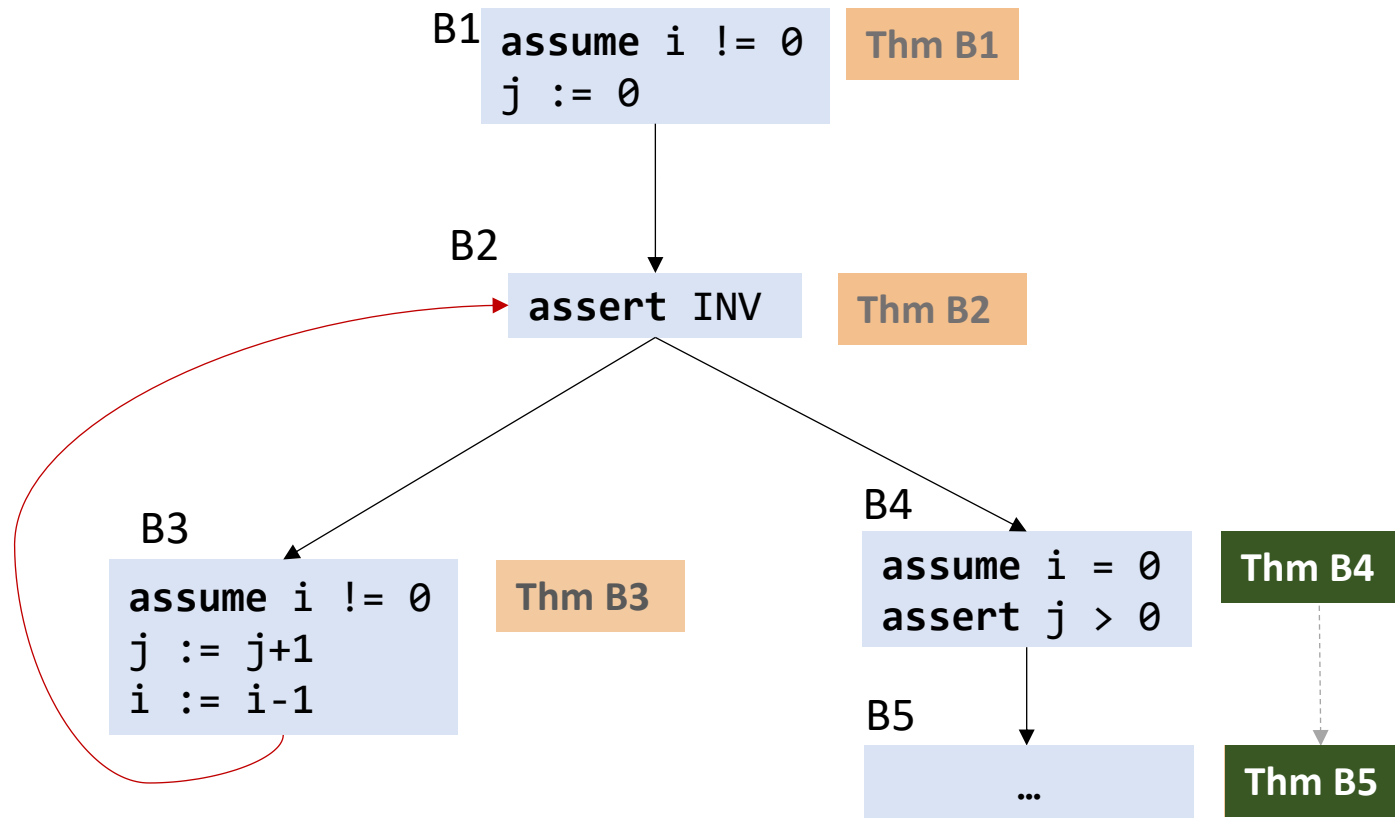 B1
assume i != 0
j := 0
Thm B1
B2
assert INV
Thm B2
B3
assume i != 0
j := j+1
i := i-1
Thm B3
B4
assume i = 0
assert j > 0
Thm B4
B5
…
Thm B5